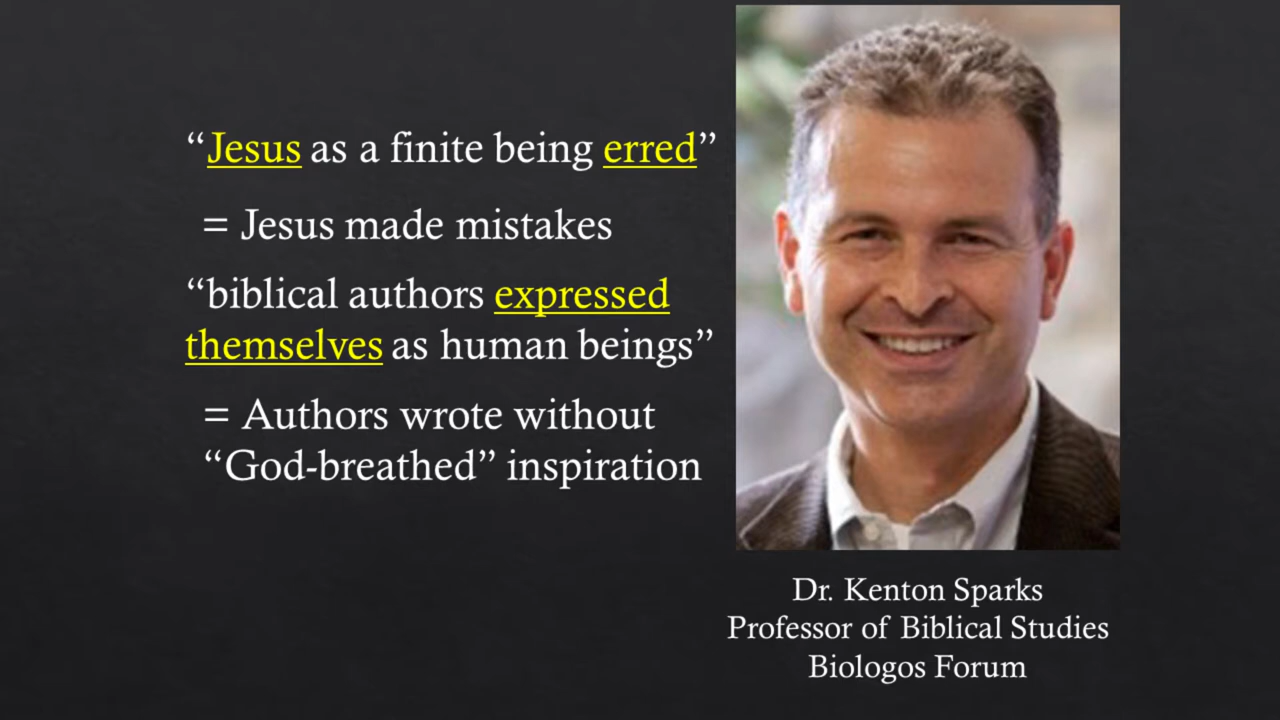 “Jesus as a finite being erred”
= Jesus made mistakes
“biblical authors expressed
themselves as human beings”
= Authors wrote without
“God-breathed” inspiration
Dr. Kenton Sparks
Professor of Biblical Studies
Biologos Forum